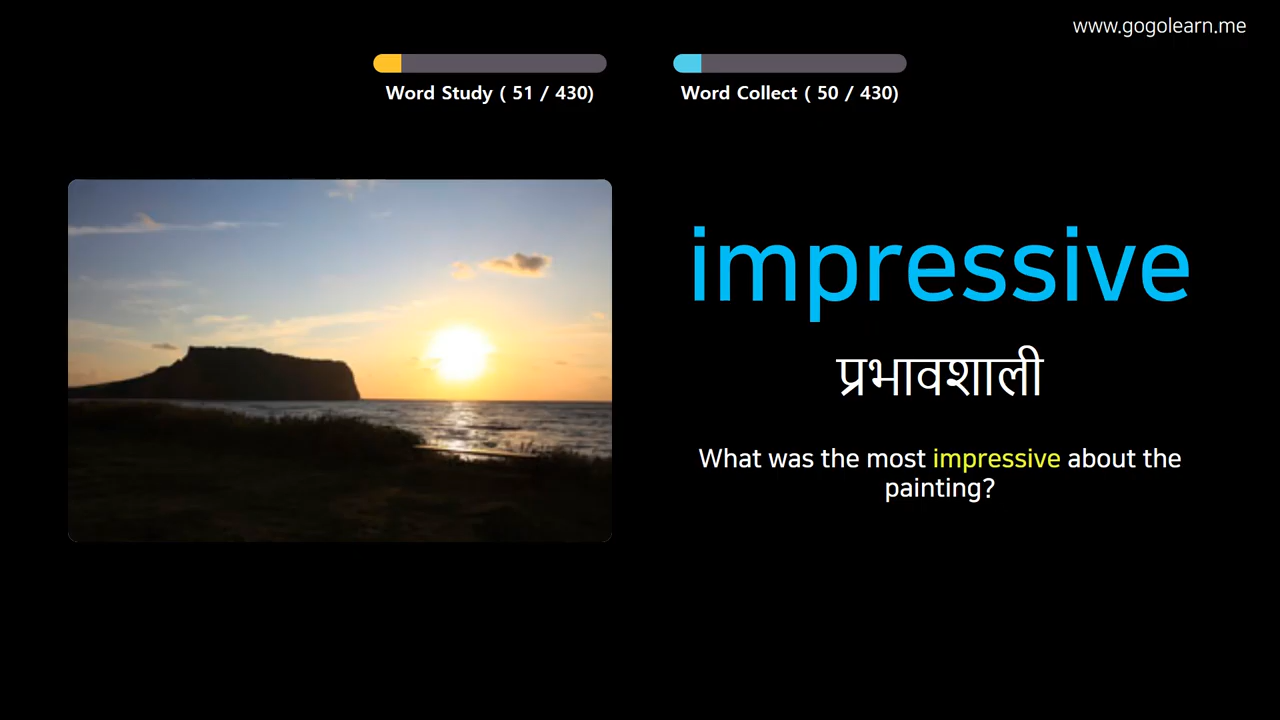 www.gogolearn.me
Word Study ( 51 / 430)
Word Collect ( 50 / 430)
impressive
प्रभावशाली
What was the most impressive about the
painting?